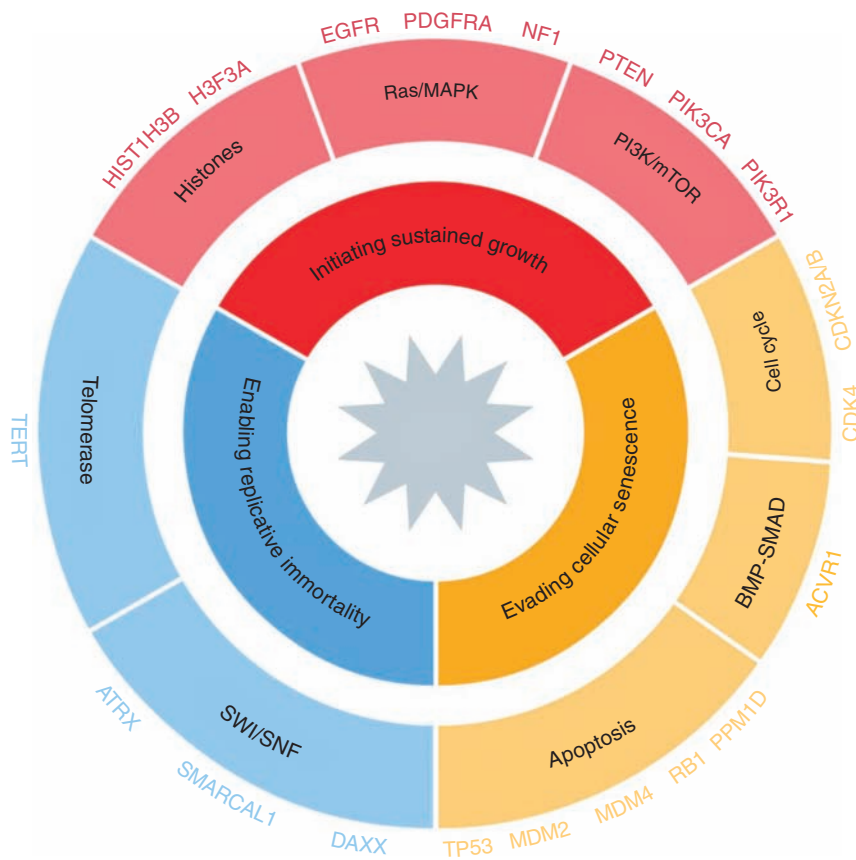 EGFR
PDGFRA
NF1
PTEN
PIK3CA
PIK3R1
HIST1H3B
H3F3A
Histones
Ras/MAPK
PI3K/mTOR
Initiating sustained growth
CDKN2A/B
CDK4
Cell cycle
BMP-SMAD
ACVR1
Evading cellular senescence
Apoptosis
PPM1D
RB1
MDM4
MDM2
TP53
Enabling replicative immortality
Telomerase
TERT
SWI/SNF
ATRX
SMARCAL1
DAXX